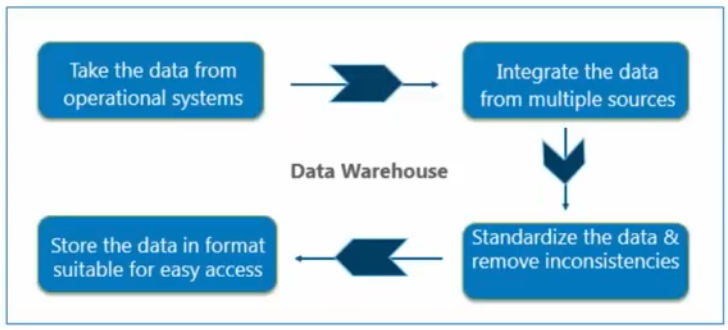 Take the data from
operational systems
Integrate the data
from multiple sources
Data Warehouse
Store the data in format
suitable for easy access
Standardize the data &
remove inconsistencies